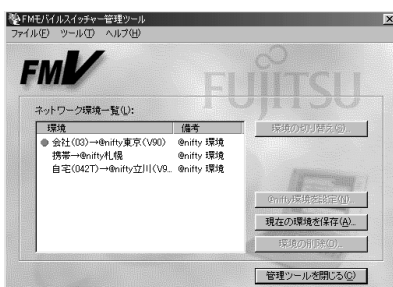 FMモバイルスイッチャー管理ツール
ファイル(F) ツール(T) ヘルプ(H)
FMV
FUJITSU
ネットワーク環境一覧(L):
環境 備考
会社(03)→@nifty東京(V90) @nifty 環境
携帯→@nifty札幌 @nifty 環境
自宅(042T)→@nifty立川(V9... @nifty 環境
環境の切り替え(S)...
@nifty環境を設定(N)...
現在の環境を保存(A)...
環境の削除(D)...
管理ツールを閉じる(C)